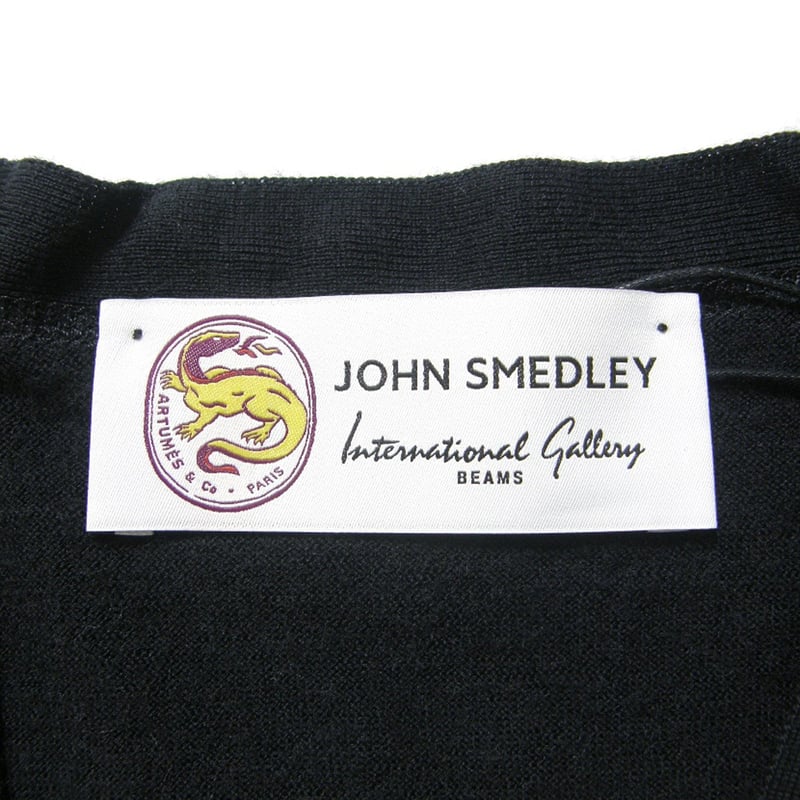 ARTUMÈS & Co • PARIS
JOHN SMEDLEY
International Gallery
BEAMS